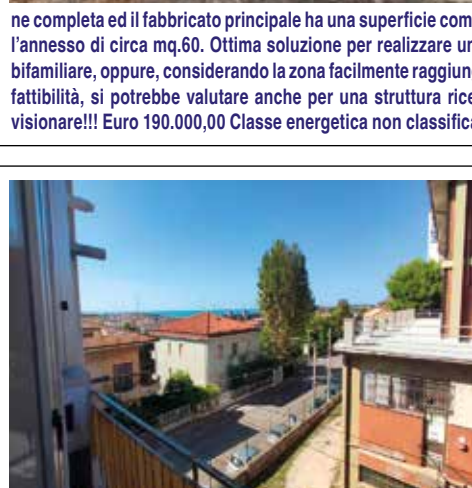 ne completa ed il fabbricato principale ha una superficie com
l'annesso di circa mq.60. Ottima soluzione per realizzare un
bifamiliare, oppure, considerando la zona facilmente raggiun
fattibilità, si potrebbe valutare anche per una struttura rice
visionare!!! Euro 190.000,00 Classe energetica non classifica